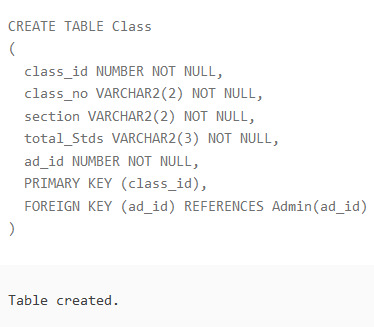 CREATE TABLE Class
(
class_id NUMBER NOT NULL,
class_no VARCHAR2(2) NOT NULL,
section VARCHAR2(2) NOT NULL,
total_Stds VARCHAR2(3) NOT NULL,
ad_id NUMBER NOT NULL,
PRIMARY KEY (class_id),
FOREIGN KEY (ad_id) REFERENCES Admin(ad_id)
)
Table created.